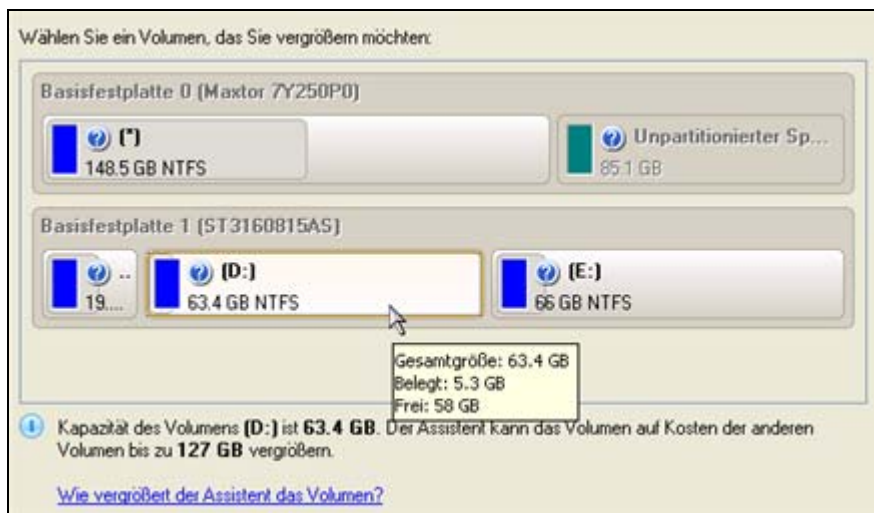 Wählen Sie ein Volumen, das Sie vergrößern möchten:
Basisfestplatte 0 (Maxtor 7Y250P0)
(*)
148.5 GB NTFS
Unpartitionierter Sp...
85.1 GB
Basisfestplatte 1 (ST3160815AS)
..
19....
(D:)
63.4 GB NTFS
(E:)
66 GB NTFS
Gesamtgröße: 63.4 GB
Belegt: 5.3 GB
Frei: 58 GB
Kapazität des Volumens (D:) ist 63.4 GB. Der Assistent kann das Volumen auf Kosten der anderen
Volumen bis zu 127 GB vergrößern.
Wie vergrößert der Assistent das Volumen?